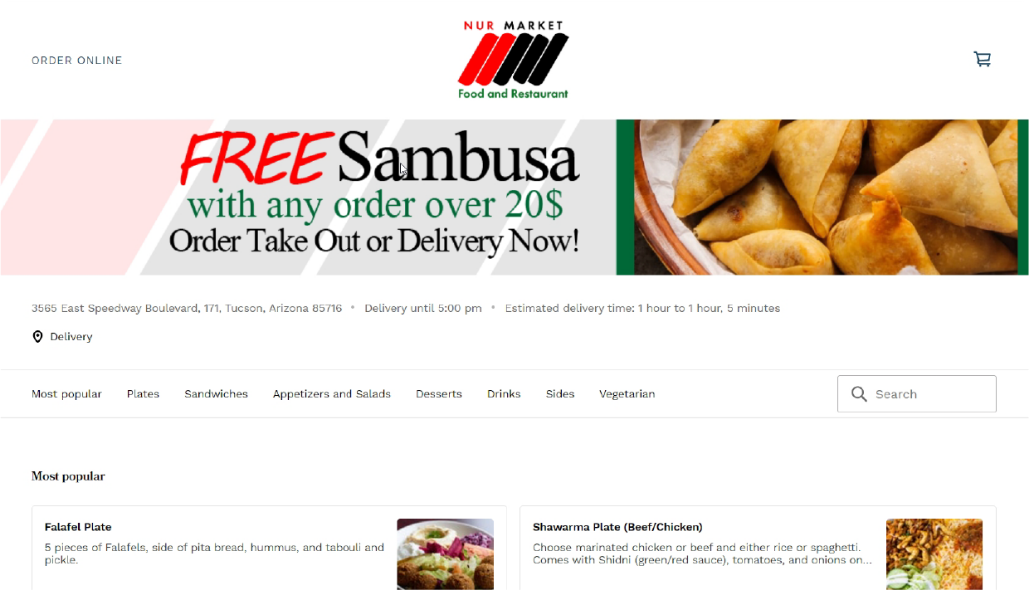 NUR MARKET
Food and Restaurant
ORDER ONLINE
FREE Sambusa
with any order over 20$
Order Take Out or Delivery Now!
3565 East Speedway Boulevard, 171, Tucson, Arizona 85716 • Delivery until 5:00 pm • Estimated delivery time: 1 hour to 1 hour, 5 minutes
Delivery
Most popular Plates Sandwiches Appetizers and Salads Desserts Drinks Sides Vegetarian Search
Most popular
Falafel Plate
5 pieces of Falafels, side of pita bread, hummus, and tabouli and
pickle.
Shawarma Plate (Beef/Chicken)
Choose marinated chicken or beef and either rice or spaghetti.
Comes with Shidni (green/red sauce), tomatoes, and onions on...